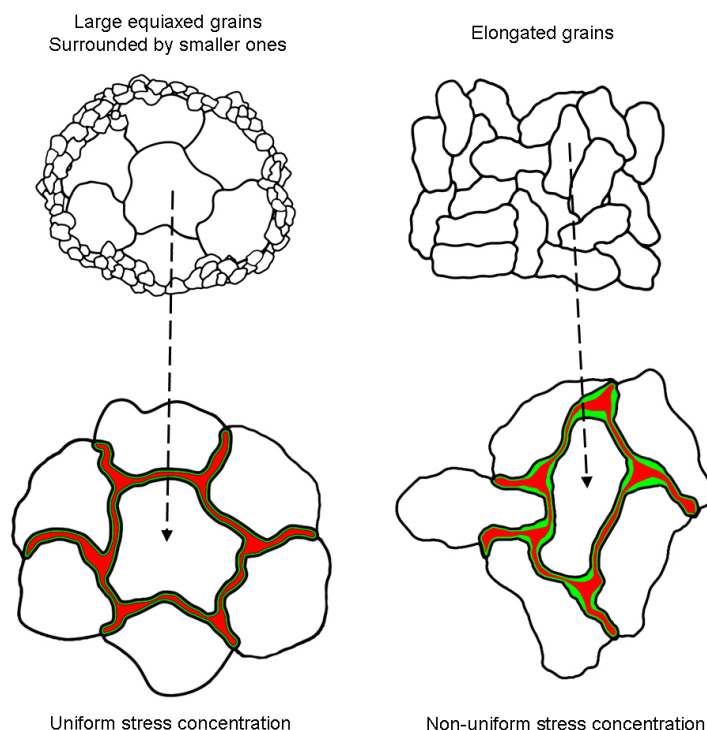 Large equiaxed grains
Surrounded by smaller ones
Elongated grains
Uniform stress concentration
Non-uniform stress concentration